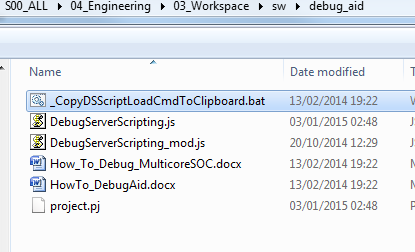 S00_ALL ▸ 04_Engineering ▸ 03_Workspace ▸ sw ▸ debug_aid
Name Date modified
_CopyDSScriptLoadCmdToClipboard.bat 13/02/2014 19:22
DebugServerScripting.js 03/01/2015 02:48
DebugServerScripting_mod.js 20/10/2014 12:29
How_To_Debug_MulticoreSOC.docx 13/02/2014 19:22
HowTo_DebugAid.docx 13/02/2014 19:22
project.pj 03/01/2015 02:48